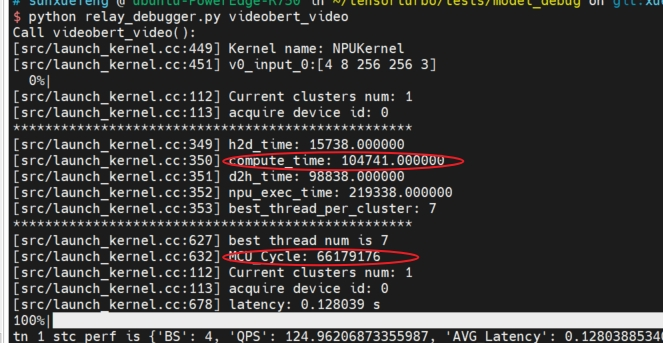 # sunxuefeng @ ubuntu-PowerEdge-R750 in ~/tensorturbo/tests/model_debug on git:xue
$ python relay_debugger.py videobert_video
Call videobert_video():
[src/launch_kernel.cc:449] Kernel name: NPUKernel
[src/launch_kernel.cc:451] v0_input_0:[4 8 256 256 3]
0%|
[src/launch_kernel.cc:112] Current clusters num: 1
[src/launch_kernel.cc:113] acquire device id: 0
**************************************************
[src/launch_kernel.cc:349] h2d_time: 15738.000000
[src/launch_kernel.cc:350] compute_time: 104741.000000
[src/launch_kernel.cc:351] d2h_time: 98838.000000
[src/launch_kernel.cc:352] npu_exec_time: 219338.000000
[src/launch_kernel.cc:353] best_thread_per_cluster: 7
**************************************************
[src/launch_kernel.cc:627] best thread num is 7
[src/launch_kernel.cc:632] MCU_Cycle: 66179176
[src/launch_kernel.cc:112] Current clusters num: 1
[src/launch_kernel.cc:113] acquire device id: 0
[src/launch_kernel.cc:678] latency: 0.128039 s
100%|
tn 1 stc perf is {'BS': 4, 'QPS': 124.96206873355987, 'AVG Latency': 0.1280388534